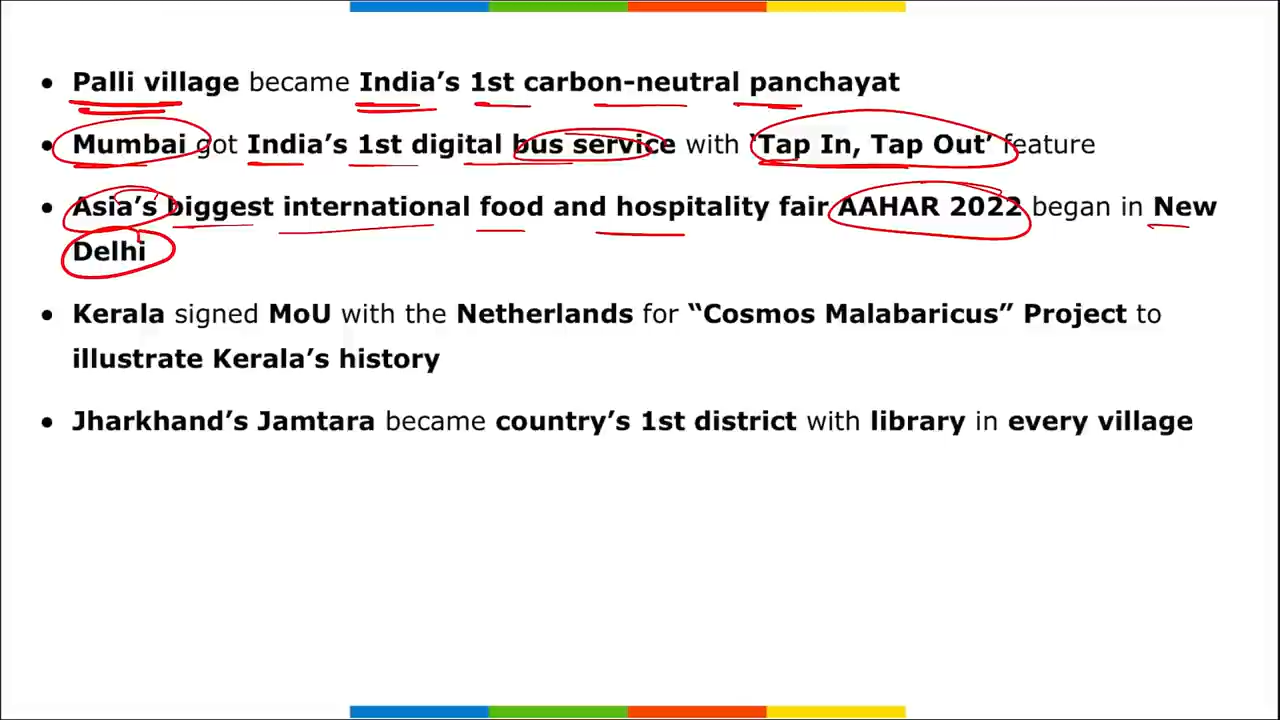 • Palli village became India's 1st carbon-neutral panchayat
• Mumbai got India's 1st digital bus service with 'Tap In, Tap Out' feature
• Asia's biggest international food and hospitality fair AAHAR 2022 began in New
Delhi
• Kerala signed MoU with the Netherlands for “Cosmos Malabaricus” Project to
illustrate Kerala's history
• Jharkhand's Jamtara became country's 1st district with library in every village